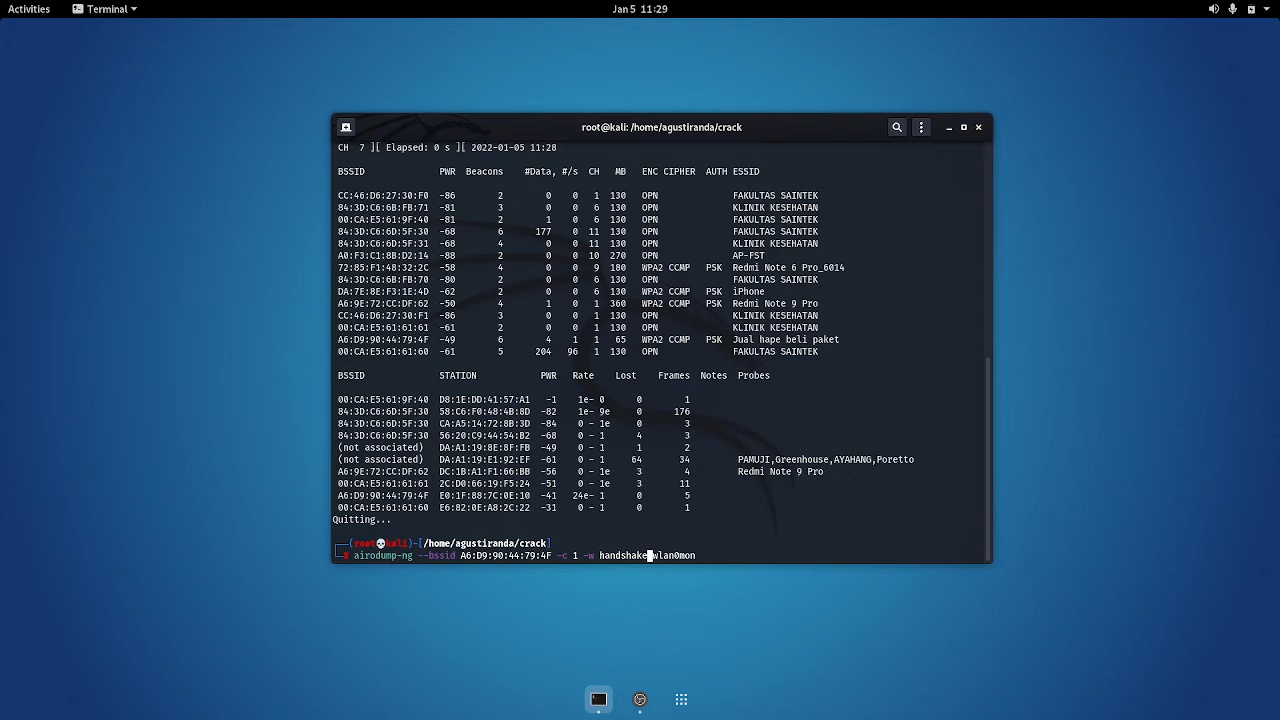 Activities Terminal Jan 5 11:29
root@kali: /home/agustiranda/crack
CH 7 ][ Elapsed: 0 s ][ 2022-01-05 11:28
BSSID PWR Beacons #Data, #/s CH MB ENC CIPHER AUTH ESSID
CC:46:D6:27:30:F0 -86 2 0 0 1 130 OPN FAKULTAS SAINTEK
84:3D:C6:6B:FB:71 -81 3 0 0 6 130 OPN KLINIK KESEHATAN
00:CA:E5:61:9F:40 -81 2 1 0 6 130 OPN FAKULTAS SAINTEK
84:3D:C6:6D:5F:30 -68 6 177 0 11 130 OPN FAKULTAS SAINTEK
84:3D:C6:6D:5F:31 -68 4 0 0 11 130 OPN KLINIK KESEHATAN
A0:F3:C1:8B:D2:14 -88 2 0 0 10 270 OPN AP-FST
72:85:F1:48:32:2C -58 4 0 0 9 180 WPA2 CCMP PSK Redmi Note 6 Pro_6014
84:3D:C6:6B:FB:70 -80 2 0 0 6 130 OPN FAKULTAS SAINTEK
DA:7E:8E:F3:1E:4D -62 2 0 0 6 130 WPA2 CCMP PSK iPhone
A6:9E:72:CC:DF:62 -50 4 1 0 1 360 WPA2 CCMP PSK Redmi Note 9 Pro
CC:46:D6:27:30:F1 -86 3 0 0 1 130 OPN KLINIK KESEHATAN
00:CA:E5:61:61:61 -61 2 0 0 1 130 OPN KLINIK KESEHATAN
A6:D9:90:44:79:4F -49 6 4 1 1 65 WPA2 CCMP PSK Jual hape beli paket
00:CA:E5:61:61:60 -61 5 204 96 1 130 OPN FAKULTAS SAINTEK
BSSID STATION PWR Rate Lost Frames Notes Probes
00:CA:E5:61:9F:40 D8:1E:DD:41:57:A1 -1 1e- 0 0 1
84:3D:C6:6D:5F:30 58:C6:F0:48:4B:8D -82 1e- 9e 0 176
84:3D:C6:6D:5F:30 CA:A5:14:72:8B:3D -84 0 - 1e 0 3
84:3D:C6:6D:5F:30 56:20:C9:44:54:B2 -68 0 - 1 4 3
(not associated) DA:A1:19:8E:8F:FB -49 0 - 1 1 2
(not associated) DA:A1:19:E1:92:EF -61 0 - 1 64 34 PAMUJI,Greenhouse,AYAHANG,Poretto
A6:9E:72:CC:DF:62 DC:1B:A1:F1:66:BB -56 0 - 1e 3 4 Redmi Note 9 Pro
00:CA:E5:61:61:61 2C:D0:66:19:F5:24 -51 0 - 1e 3 11
A6:D9:90:44:79:4F E0:1F:88:7C:0E:10 -41 24e- 1 0 5
00:CA:E5:61:61:60 E6:82:0E:A8:2C:22 -31 0 - 1 0 1
Quitting...
(root💀kali)-[/home/agustiranda/crack]
# airodump-ng --bssid A6:D9:90:44:79:4F -c 1 -w handshake wlan0mon